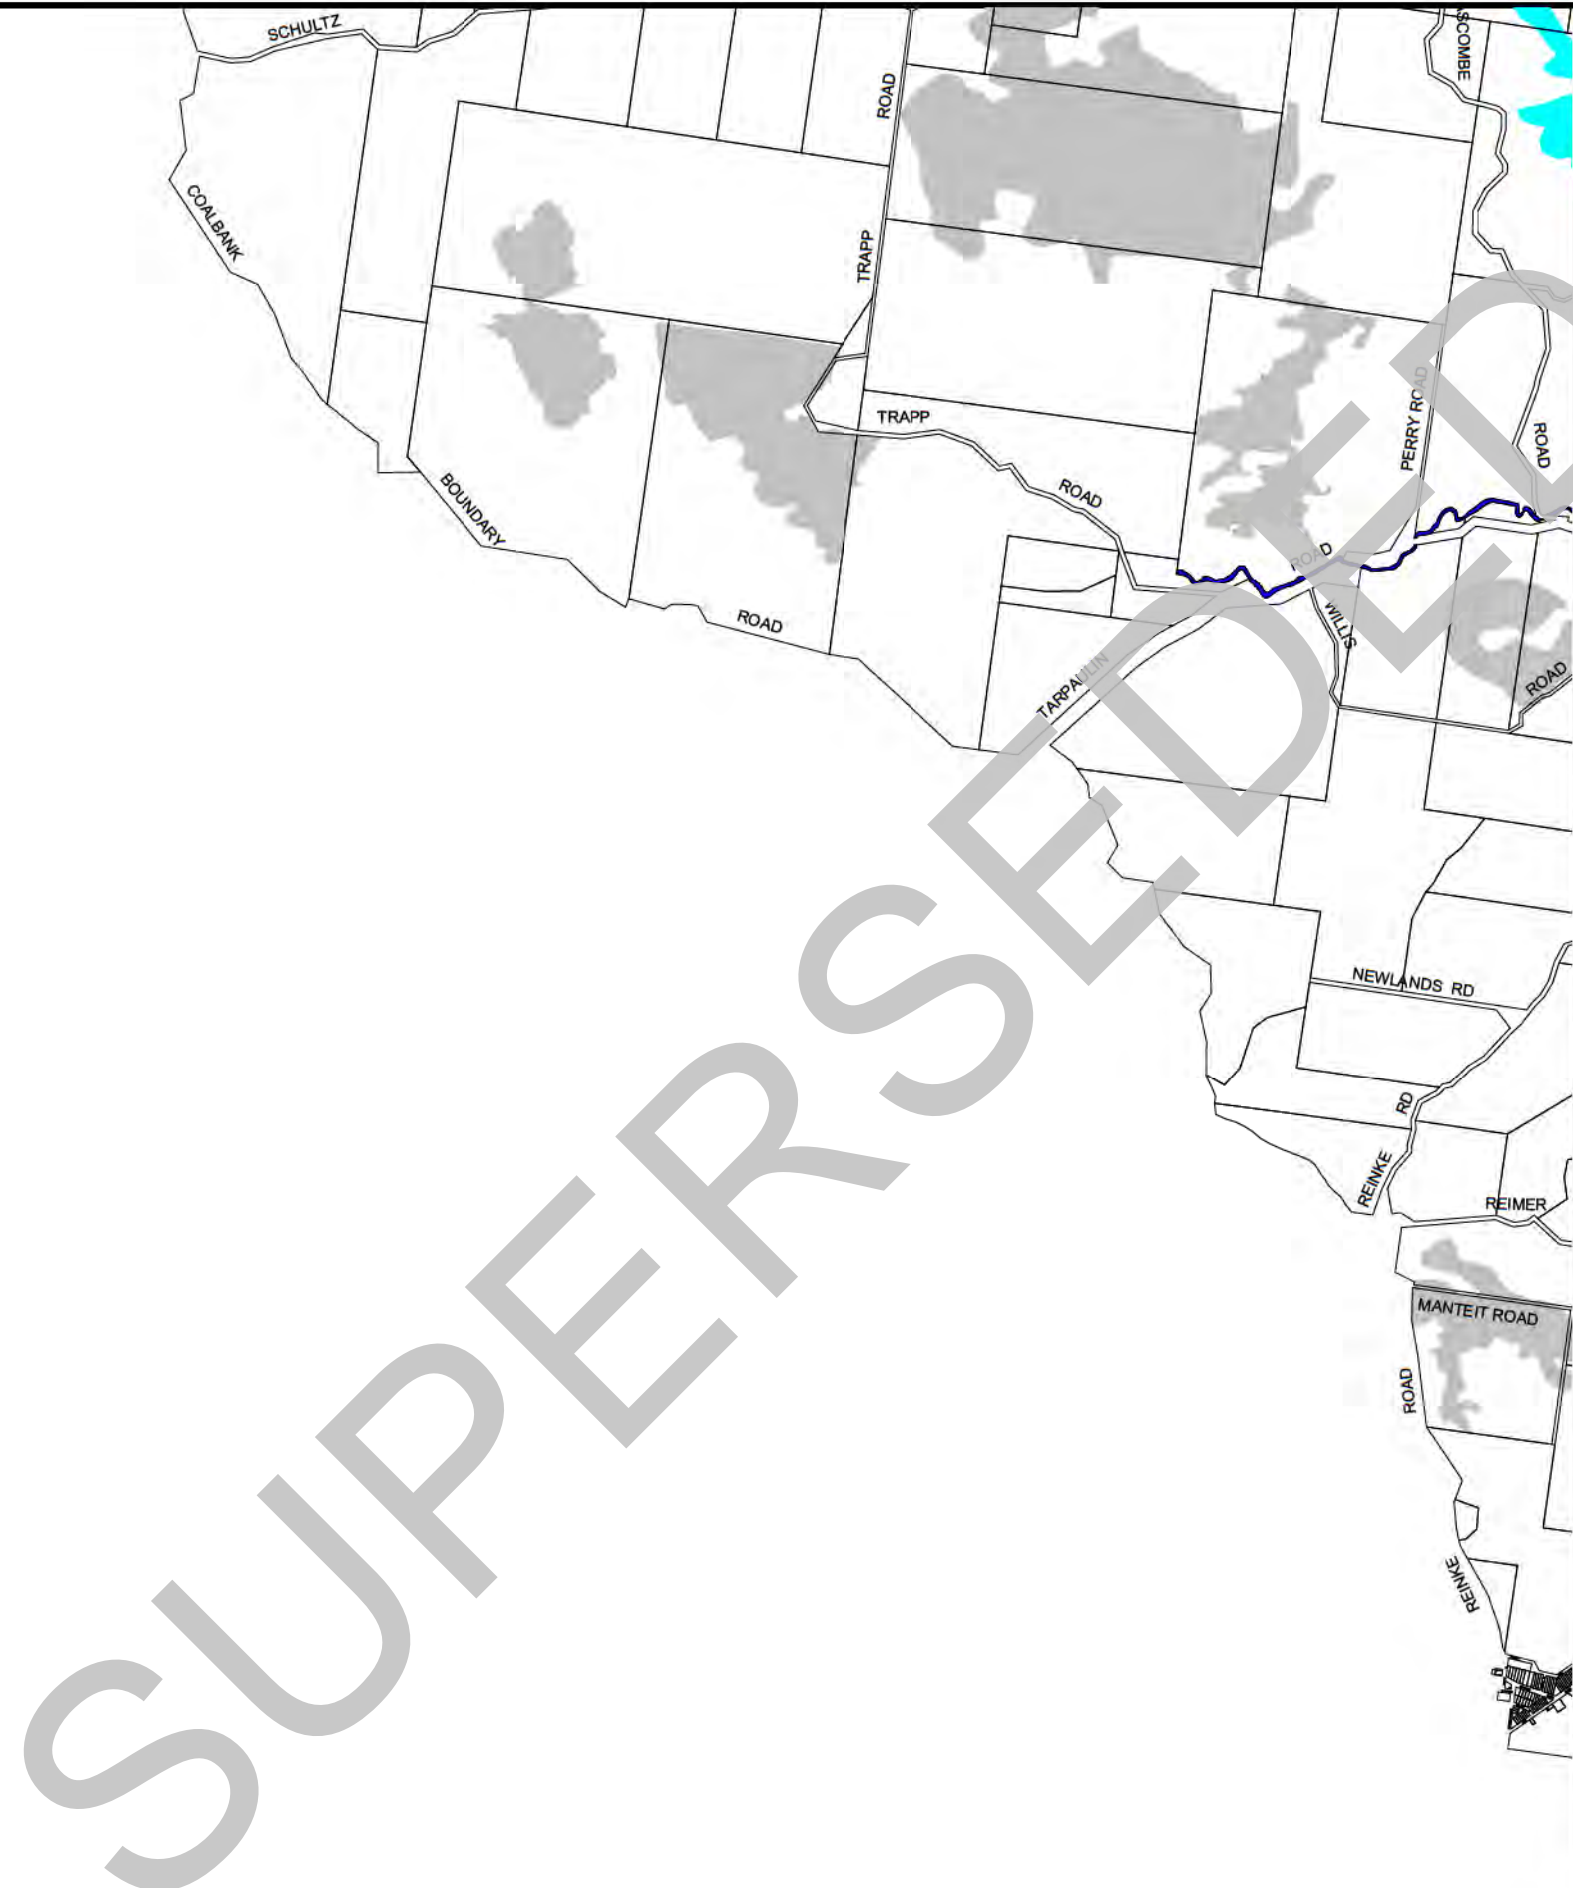 SCHULTZ
SCOMBE
ROAD
COALBANK
TRAPP
PERRY ROAD
TRAPP
ROAD
ROAD
BOUNDARY
ROAD
ROAD
WILLIS
ROAD
TARPAULIN
NEWLANDS RD
RD
REINKE
REIMER
MANTEIT ROAD
ROAD
REINKE
SUPERSEDED